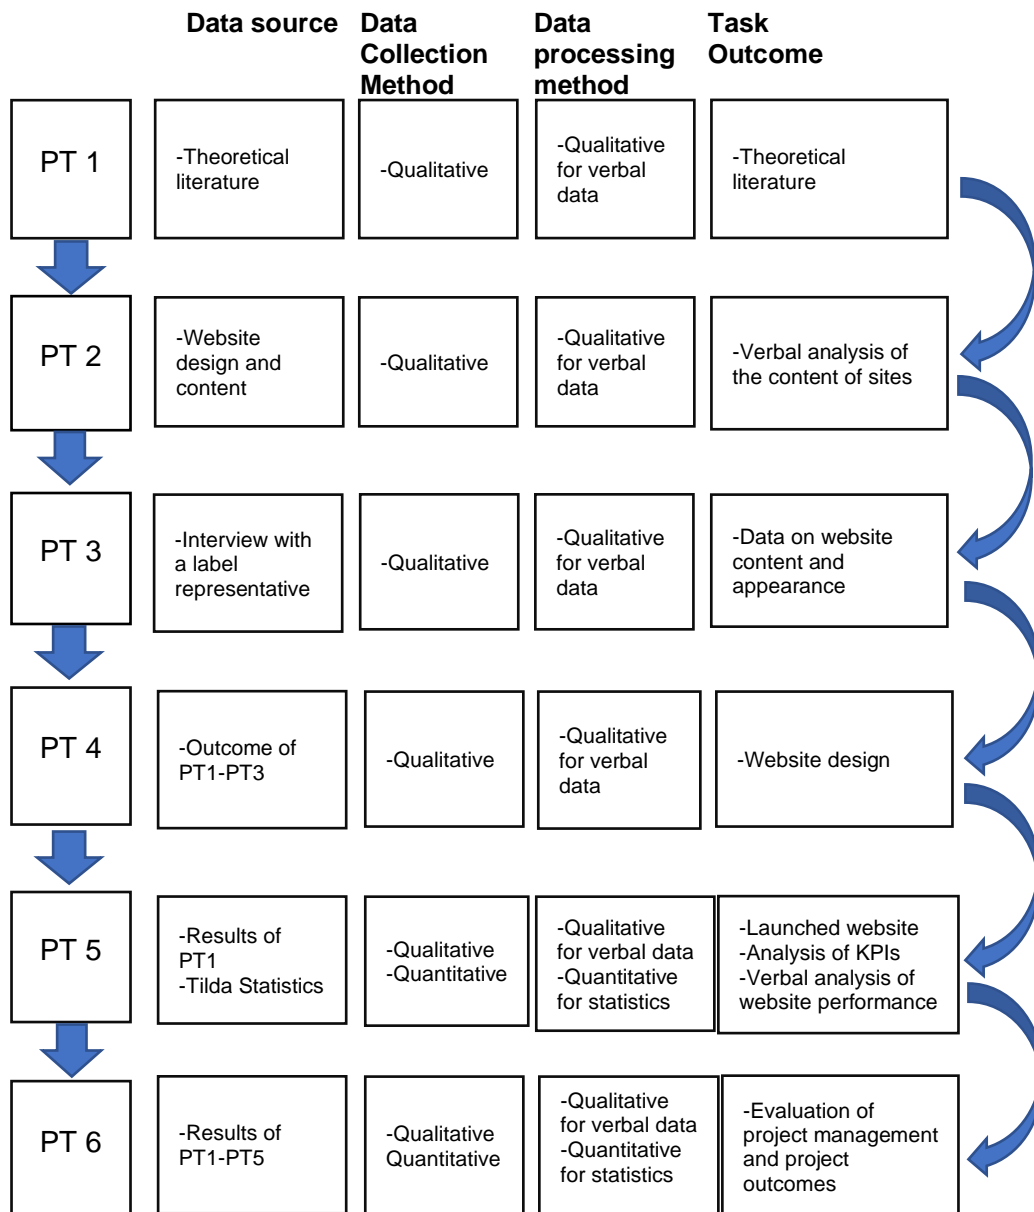 Data source
Data
Collection
Method
Data
processing
method
Task
Outcome
PT 1
-Theoretical
literature
-Qualitative
-Qualitative
for verbal
data
-Theoretical
literature
PT 2
-Website
design and
content
-Qualitative
-Qualitative
for verbal
data
-Verbal analysis of
the content of sites
PT 3
-Interview with
a label
representative
-Qualitative
-Qualitative
for verbal
data
-Data on website
content and
appearance
PT 4
-Outcome of
PT1-PT3
-Qualitative
-Qualitative
for verbal
data
-Website design
PT 5
-Results of
PT1
-Tilda Statistics
-Qualitative
-Quantitative
-Qualitative
for verbal data
-Quantitative
for statistics
-Launched website
-Analysis of KPIs
-Verbal analysis of
website performance
PT 6
-Results of
PT1-PT5
-Qualitative
Quantitative
-Qualitative
for verbal data
-Quantitative
for statistics
-Evaluation of
project management
and project
outcomes